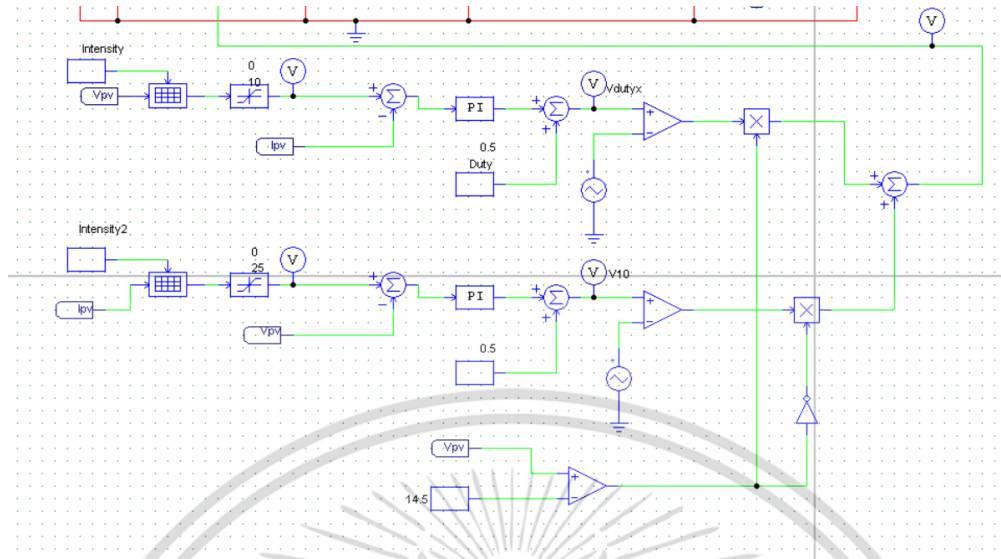 V
Intensity
0
10
V
Vpv
+
Σ
−
PI
+
Σ
+
V
Vdutyx
+
−
×
Ipv
0.5
Duty
+
Σ
+
Intensity2
0
25
V
Ipv
+
Σ
−
PI
+
Σ
+
V
V10
+
−
×
Vpv
0.5
Vpv
14.5
+
−